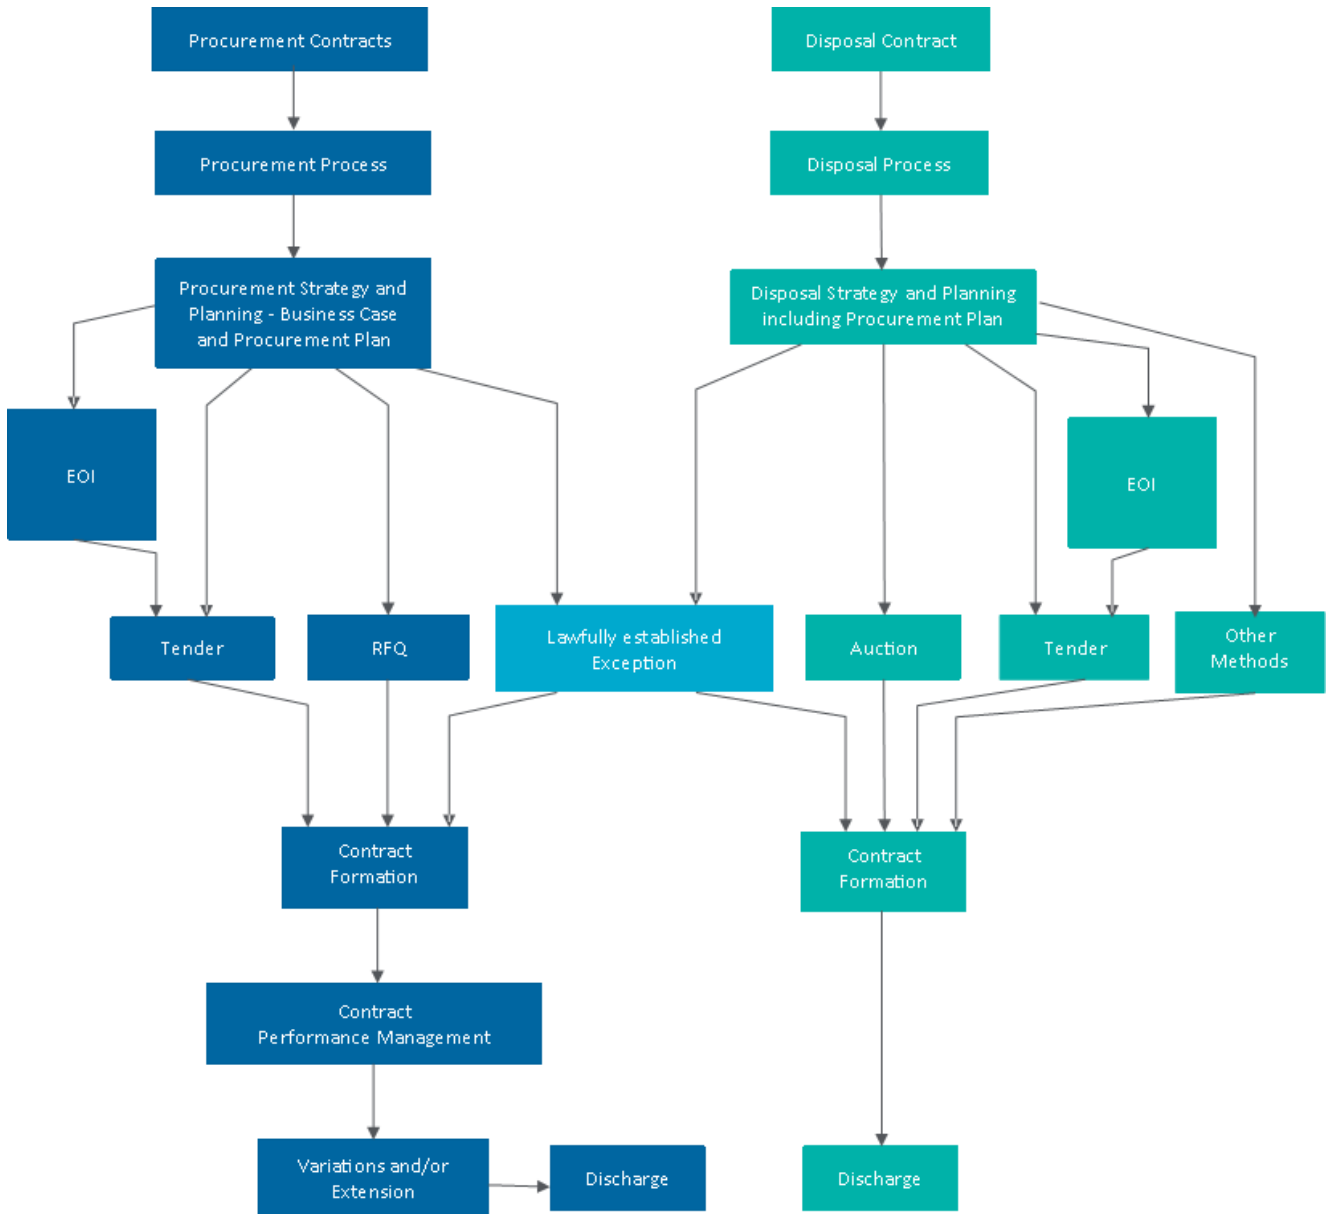 Procurement Contracts
Disposal Contract
Procurement Process
Disposal Process
Procurement Strategy and
Planning - Business Case
and Procurement Plan
Disposal Strategy and Planning
including Procurement Plan
EOI
EOI
Tender
RFQ
Lawfully established
Exception
Auction
Tender
Other
Methods
Contract
Formation
Contract
Formation
Contract
Performance Management
Variations and/or
Extension
Discharge
Discharge